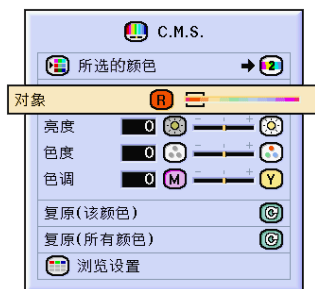 C.M.S.
所选的颜色 2
对象 R
亮度 0
色度 0
色调 0 M Y
复原(该颜色)
复原(所有颜色)
浏览设置